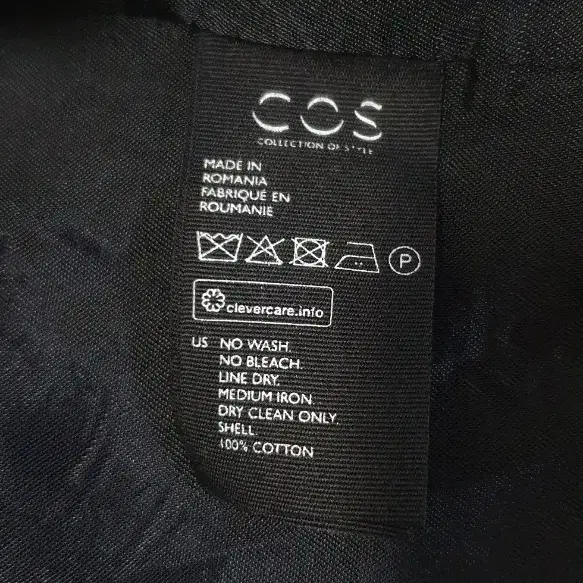 COS
COLLECTION OF STYLE
MADE IN
ROMANIA
FABRIQUÉ EN
ROUMANIE
P
clevercare.info
US NO WASH.
NO BLEACH.
LINE DRY.
MEDIUM IRON.
DRY CLEAN ONLY.
SHELL
100% COTTON